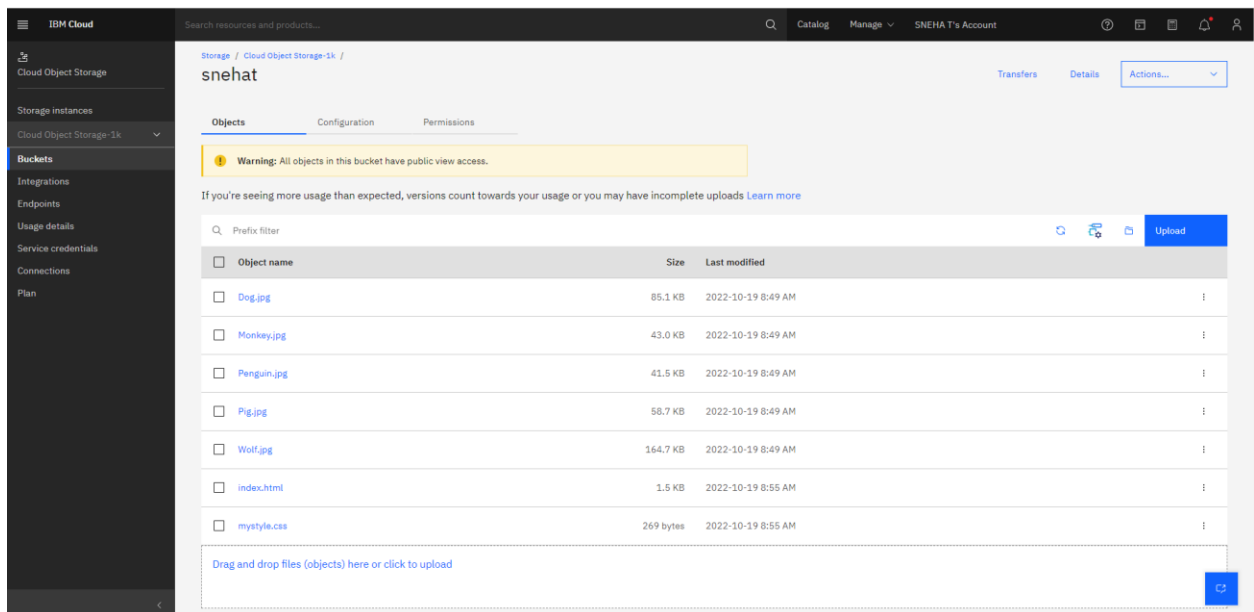 IBM Cloud
Search resources and products...
Catalog
Manage
SNEHA T's Account
Cloud Object Storage
Storage instances
Cloud Object Storage-1k
Buckets
Integrations
Endpoints
Usage details
Service credentials
Connections
Plan
Storage / Cloud Object Storage-1k /
snehat
Transfers
Details
Actions...
Objects
Configuration
Permissions
Warning: All objects in this bucket have public view access.
If you're seeing more usage than expected, versions count towards your usage or you may have incomplete uploads Learn more
Prefix filter
Upload
Object name Size Last modified
Dog.jpg 85.1 KB 2022-10-19 8:49 AM
Monkey.jpg 43.0 KB 2022-10-19 8:49 AM
Penguin.jpg 41.5 KB 2022-10-19 8:49 AM
Pig.jpg 58.7 KB 2022-10-19 8:49 AM
Wolf.jpg 164.7 KB 2022-10-19 8:49 AM
index.html 1.5 KB 2022-10-19 8:55 AM
mystyle.css 269 bytes 2022-10-19 8:55 AM
Drag and drop files (objects) here or click to upload